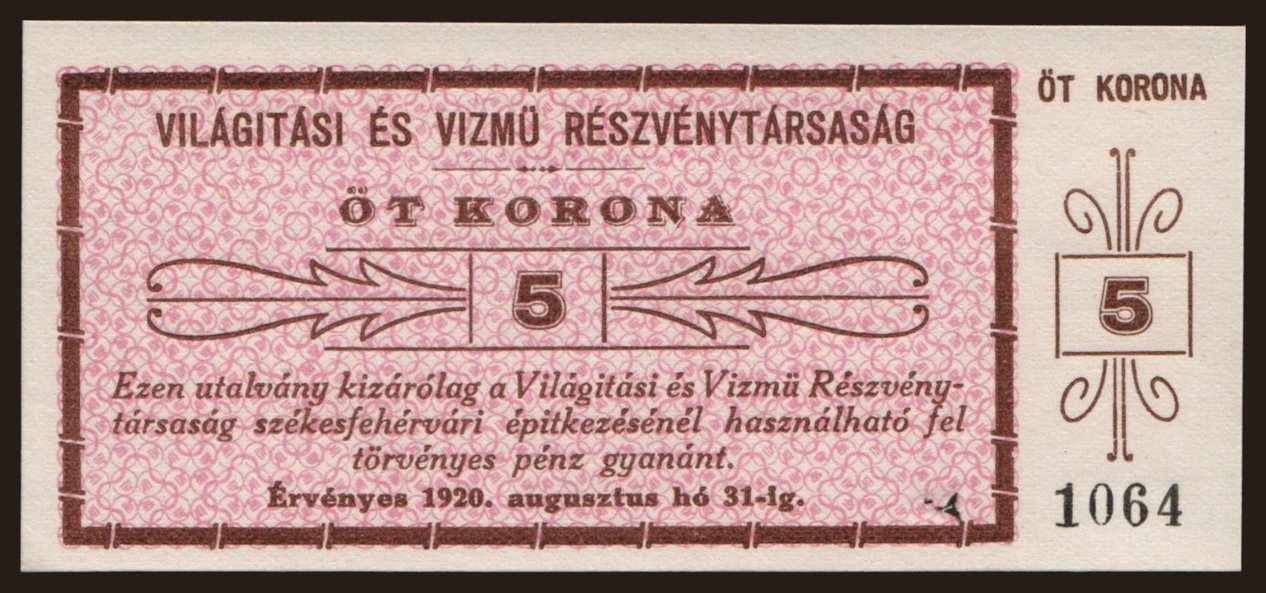 VILÁGITÁSI ÉS VIZMÜ RÉSZVÉNYTÁRSASÁG
ÖT KORONA
5
Ezen utalvány kizárólag a Világitási és Vizmü Részvény-
társaság székesfehérvári épitkezésénél használható fel
törvényes pénz gyanánt.
Érvényes 1920. augusztus hó 31-ig.
ÖT KORONA
5
1064